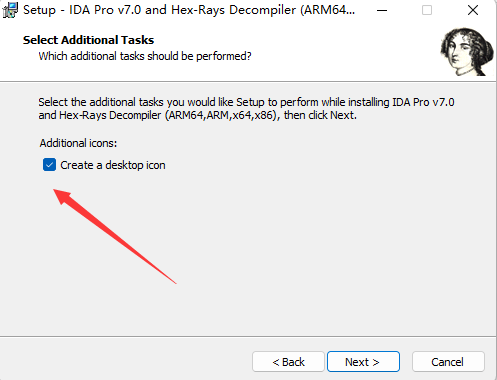 Setup - IDA Pro v7.0 and Hex-Rays Decompiler (ARM64...
Select Additional Tasks
Which additional tasks should be performed?
Select the additional tasks you would like Setup to perform while installing IDA Pro v7.0
and Hex-Rays Decompiler (ARM64,ARM,x64,x86), then click Next.
Additional icons:
Create a desktop icon
< Back
Next >
Cancel